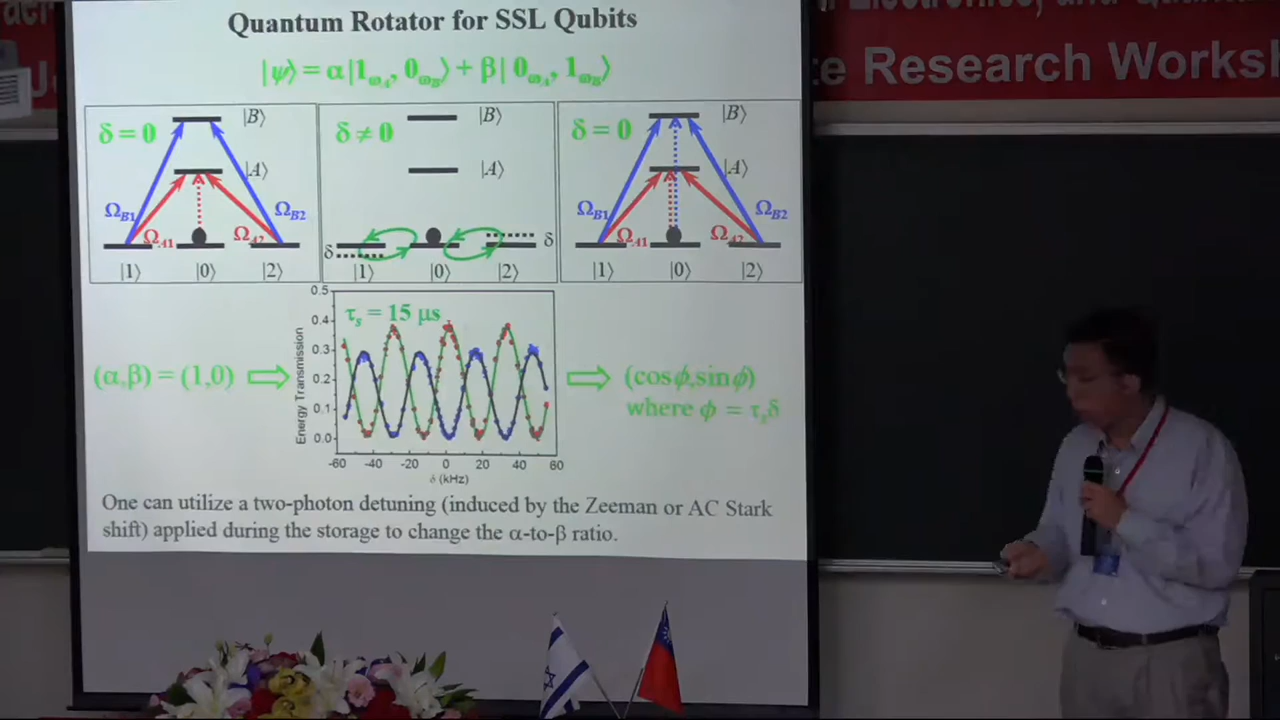 te Research Works
Quantum Rotator for SSL Qubits
|ψ⟩ = α|1ωA, 0ωB⟩ + β|0ωA, 1ωB⟩
δ = 0
|B⟩
|A⟩
ΩB1
ΩB2
ΩA1
ΩA2
|1⟩
|0⟩
|2⟩
δ ≠ 0
|B⟩
|A⟩
δ
δ
|1⟩
|0⟩
|2⟩
δ = 0
|B⟩
|A⟩
ΩB1
ΩB2
ΩA1
ΩA2
|1⟩
|0⟩
|2⟩
(α,β) = (1,0)
τs = 15 μs
Energy Transmission
0.5
0.4
0.3
0.2
0.1
0.0
-60 -40 -20 0 20 40 60
δ (kHz)
(cosϕ,sinϕ)
where ϕ = τsδ
One can utilize a two-photon detuning (induced by the Zeeman or AC Stark
shift) applied during the storage to change the α-to-β ratio.